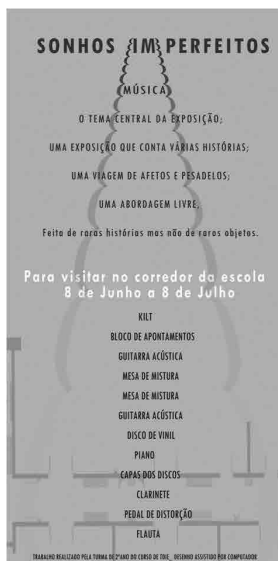 SONHOS IM PERFEITOS
MÚSICA
O TEMA CENTRAL DA EXPOSIÇÃO;
UMA EXPOSIÇÃO QUE CONTA VÁRIAS HISTÓRIAS;
UMA VIAGEM DE AFETOS E PESADELOS;
UMA ABORDAGEM LIVRE,
Feita de raras histórias mas não de raros objetos.
Para visitar no corredor da escola
8 de Junho a 8 de Julho
KILT
BLOCO DE APONTAMENTOS
GUITARRA ACÚSTICA
MESA DE MISTURA
MESA DE MISTURA
GUITARRA ACÚSTICA
DISCO DE VINIL
PIANO
CAPAS DOS DISCOS
CLARINETE
PEDAL DE DISTORÇÃO
FLAUTA
TRABALHO REALIZADO PELA TURMA DE 2ºANO DO CURSO DE DESENHO ASSISTIDO POR COMPUTADOR